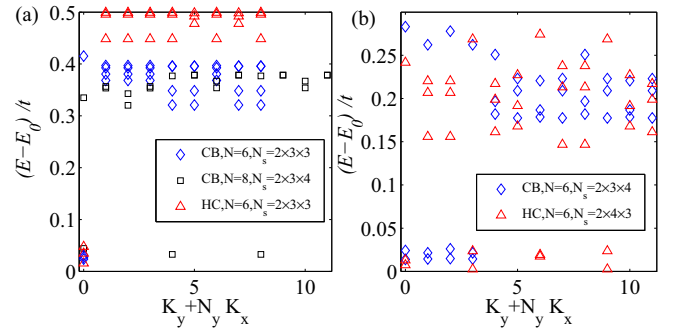 (a)
(b)
0.5
0.4
0.3
0.2
0.1
0
(E−E0)/t
CB,N=6,Ns=2×3×3
CB,N=8,Ns=2×3×4
HC,N=6,Ns=2×3×3
0 5 10
Ky+Ny Kx
0.25
0.2
0.15
0.1
0.05
0
(E−E0)/t
CB,N=6,Ns=2×3×4
HC,N=6,Ns=2×4×3
0 5 10
Ky+Ny Kx